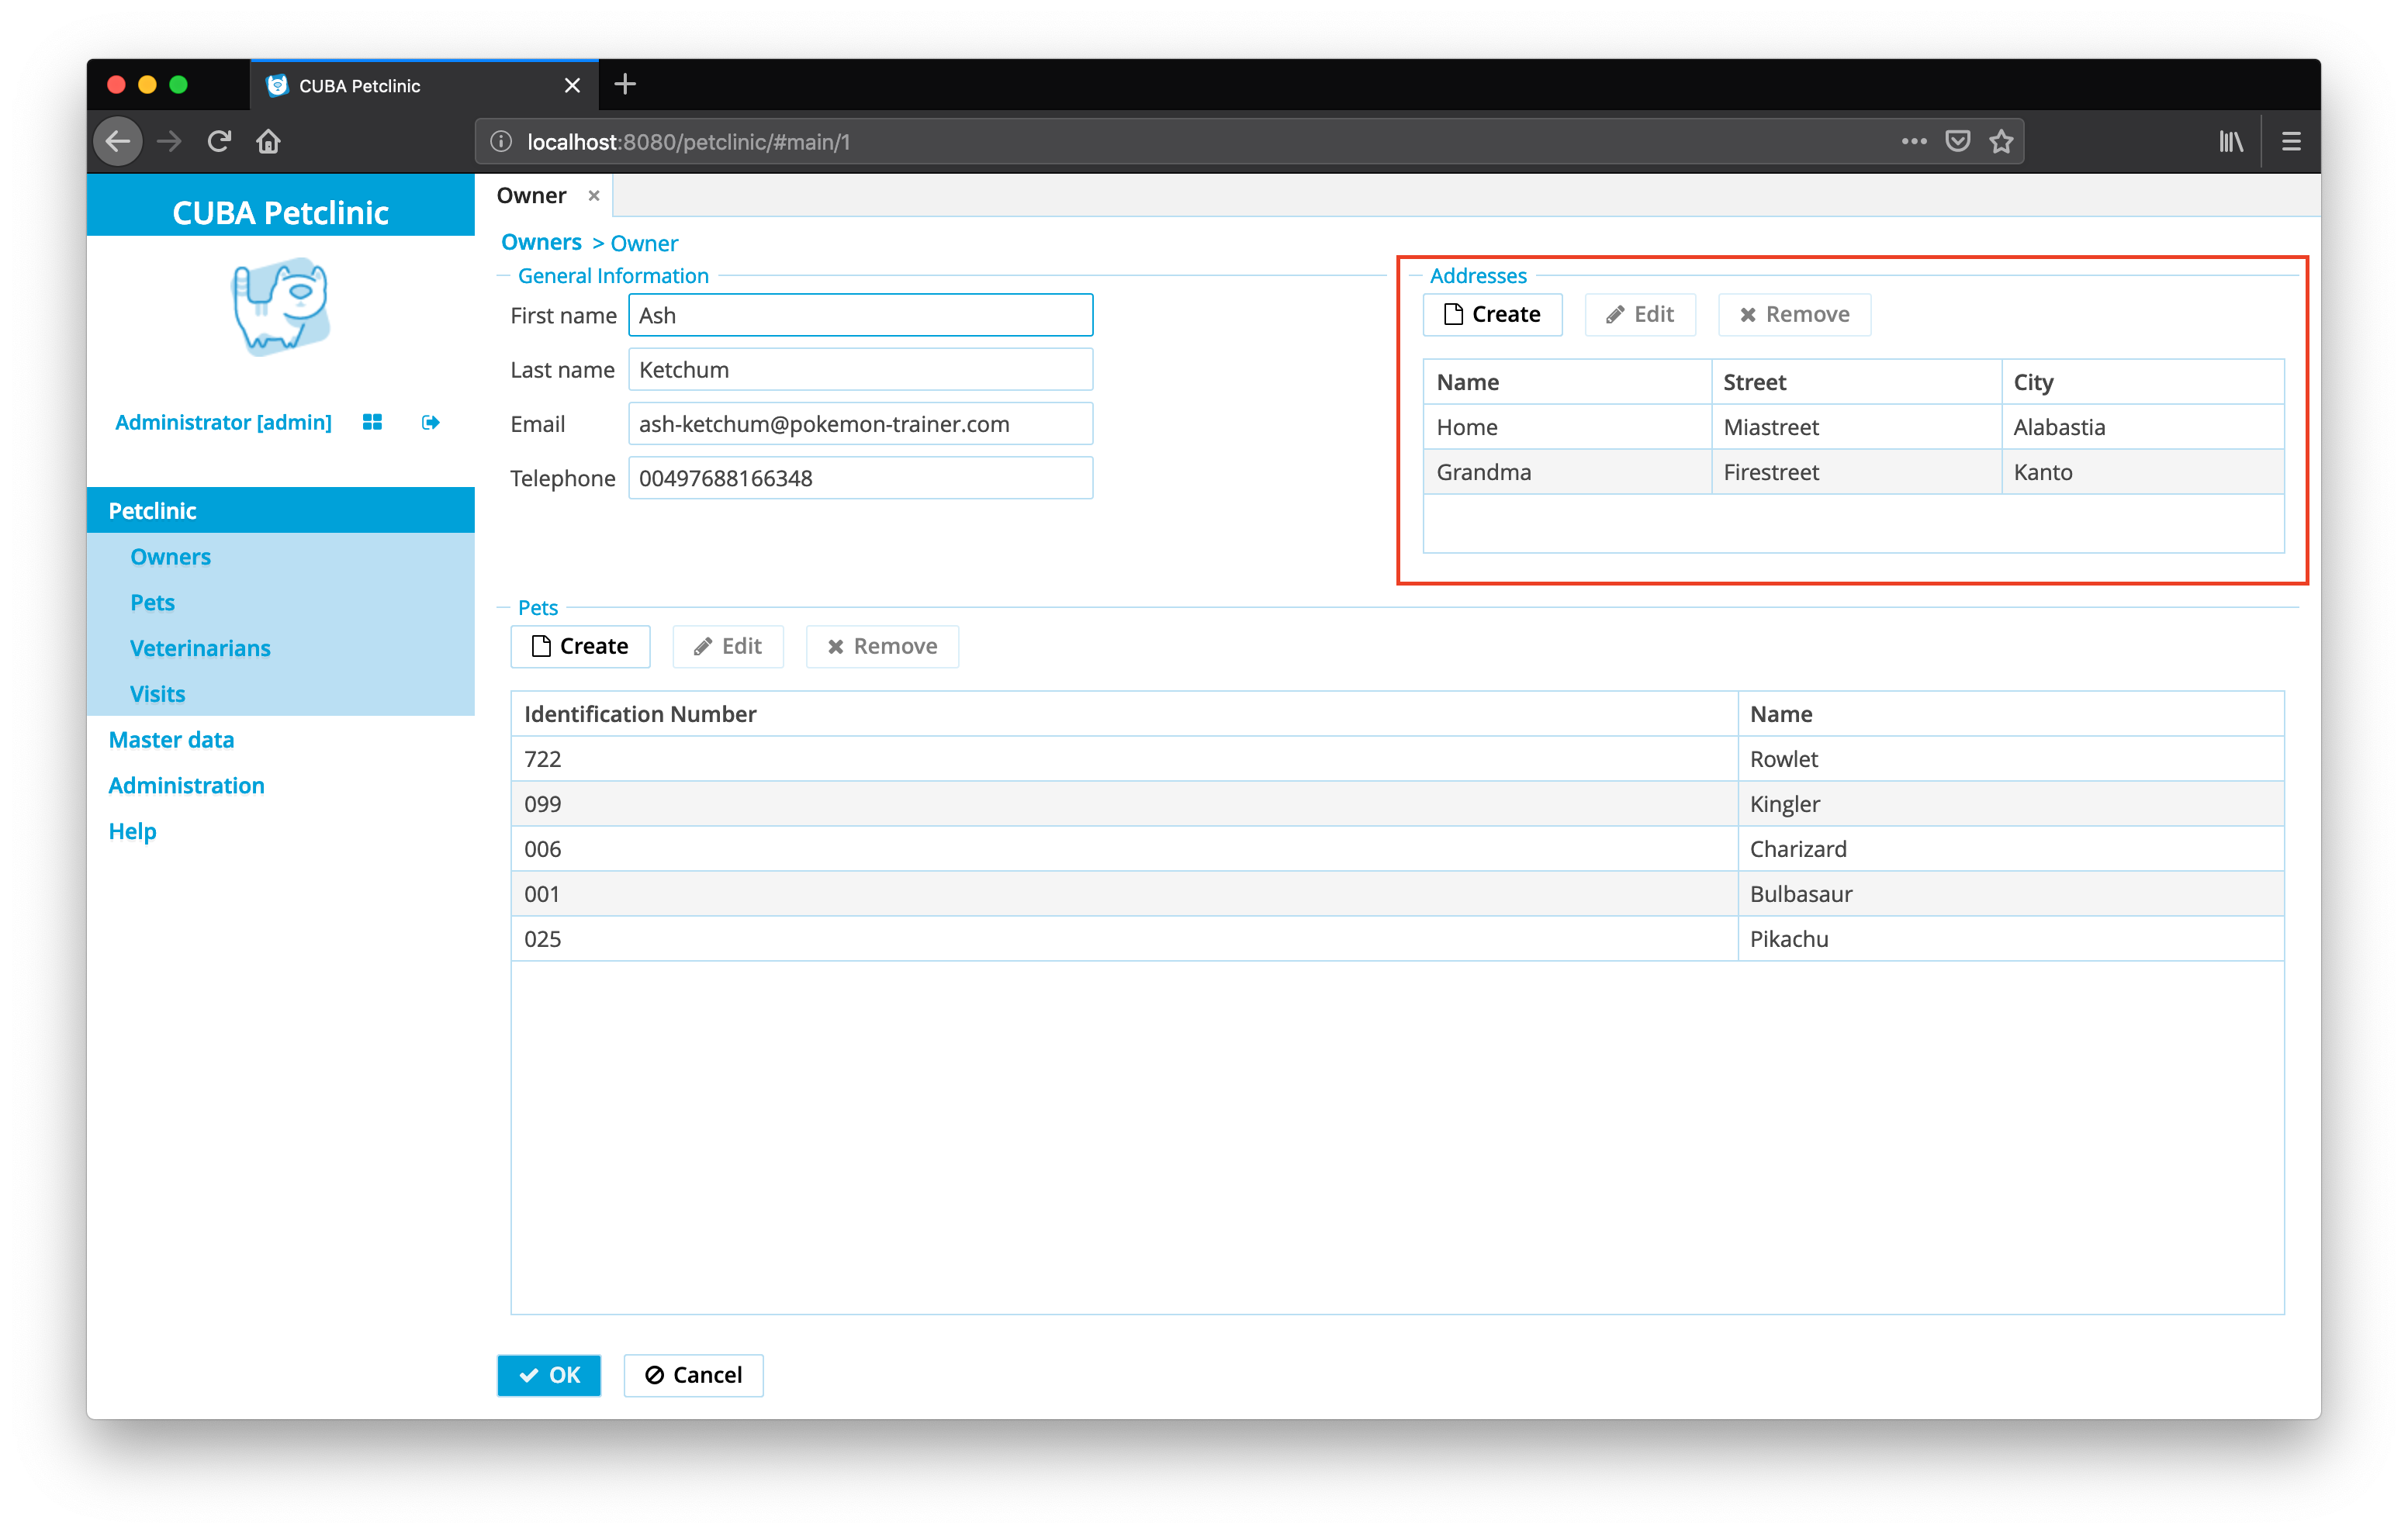 CUBA Petclinic
localhost:8080/petclinic/#main/1
CUBA Petclinic
Administrator [admin]
Petclinic
Owners
Pets
Veterinarians
Visits
Master data
Administration
Help
Owner
Owners > Owner
General Information
First name Ash
Last name Ketchum
Email ash-ketchum@pokemon-trainer.com
Telephone 00497688166348
Addresses
Create Edit Remove
Name Street City
Home Miastreet Alabastia
Grandma Firestreet Kanto
Pets
Create Edit Remove
Identification Number Name
722 Rowlet
099 Kingler
006 Charizard
001 Bulbasaur
025 Pikachu
OK Cancel